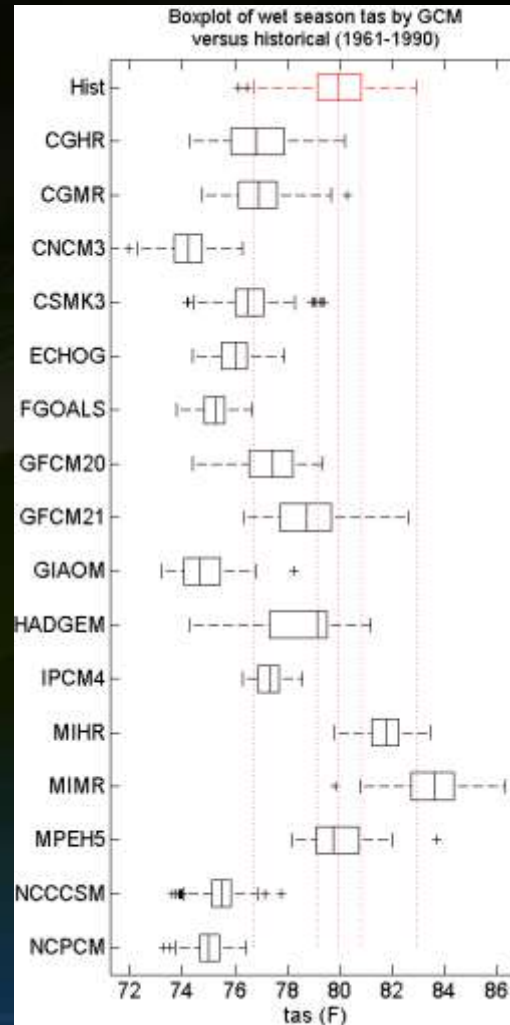 Boxplot of wet season tas by GCM
versus historical (1961-1990)
Hist
CGHR
CGMR
CNCM3
CSMK3
ECHOG
FGOALS
GFCM20
GFCM21
GIAOM
HADGEM
IPCM4
MIHR
MIMR
MPEH5
NCCCSM
NCPCM
72 74 76 78 80 82 84 86
tas (F)